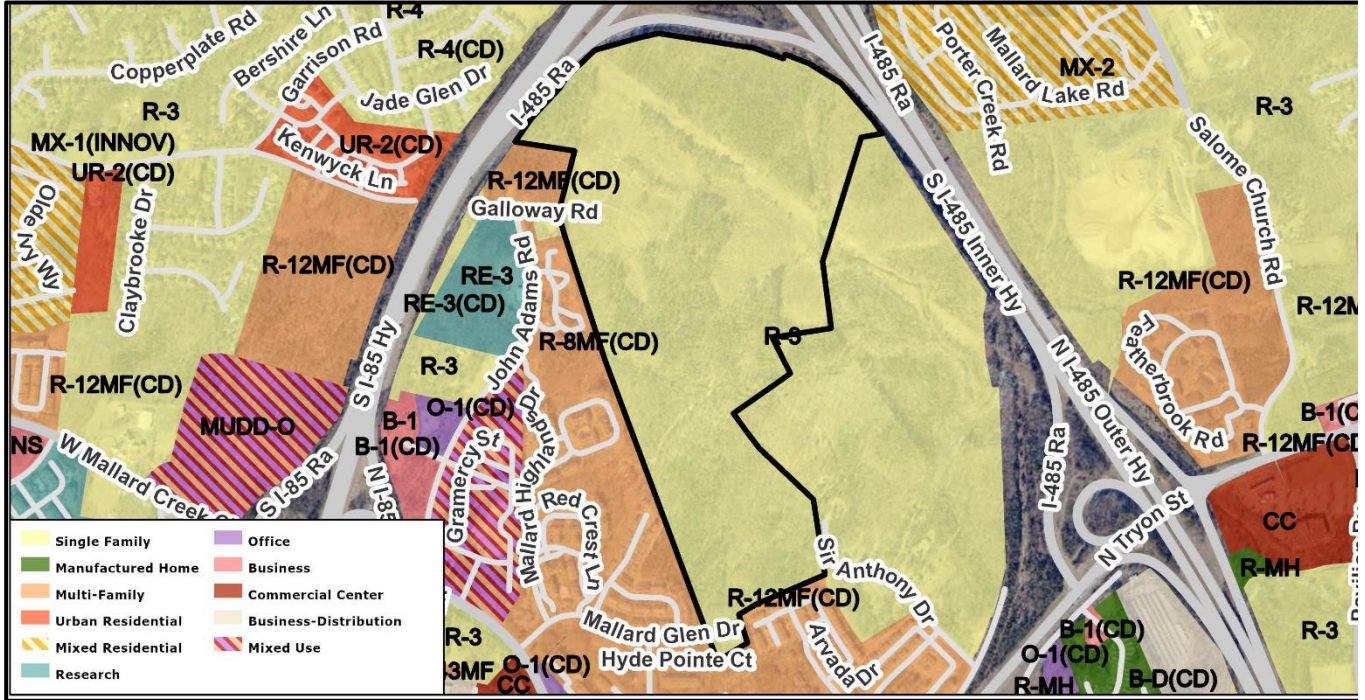 R-4
Copperplate Rd
Bershire Ln
Garrison Rd
R-4(CD)
Jade Glen Dr
I-485 Ra
I-485 Ra
Porter Creek Rd
Mallard Lake Rd
MX-2
R-3
R-3
MX-1(INNOV)
UR-2(CD)
UR-2(CD)
Kenwyck Ln
Olde Ivy Wy
Claybrooke Dr
R-12MF(CD)
Galloway Rd
Salome Church Rd
S I-485 Inner Hy
R-12MF(CD)
RE-3
RE-3(CD)
John Adams Rd
R-12MF(CD)
R-12M
S I-85 Hy
R-8MF(CD)
R-3
R-3
N I-485 Outer Hy
Featherbrook Rd
R-12MF(CD)
MUDD-O
B-1
B-1(CD)
O-1(CD)
Gramercy St
Mallard Highlands Dr
B-1(C
R-12MF(CD
NS
W Mallard Creek
S I-85 Ra
N I-85
Red Crest Ln
I-485 Ra
N Tryon St
CC
R-MH
Sir Anthony Dr
R-12MF(CD)
Mallard Glen Dr
Hyde Pointe Ct
Arvada Dr
R-3
3MF
O-1(CD)
CC
B-1(CD)
O-1(CD)
R-MH
B-D(CD)
R-3
Single Family
Manufactured Home
Multi-Family
Urban Residential
Mixed Residential
Research
Office
Business
Commercial Center
Business-Distribution
Mixed Use